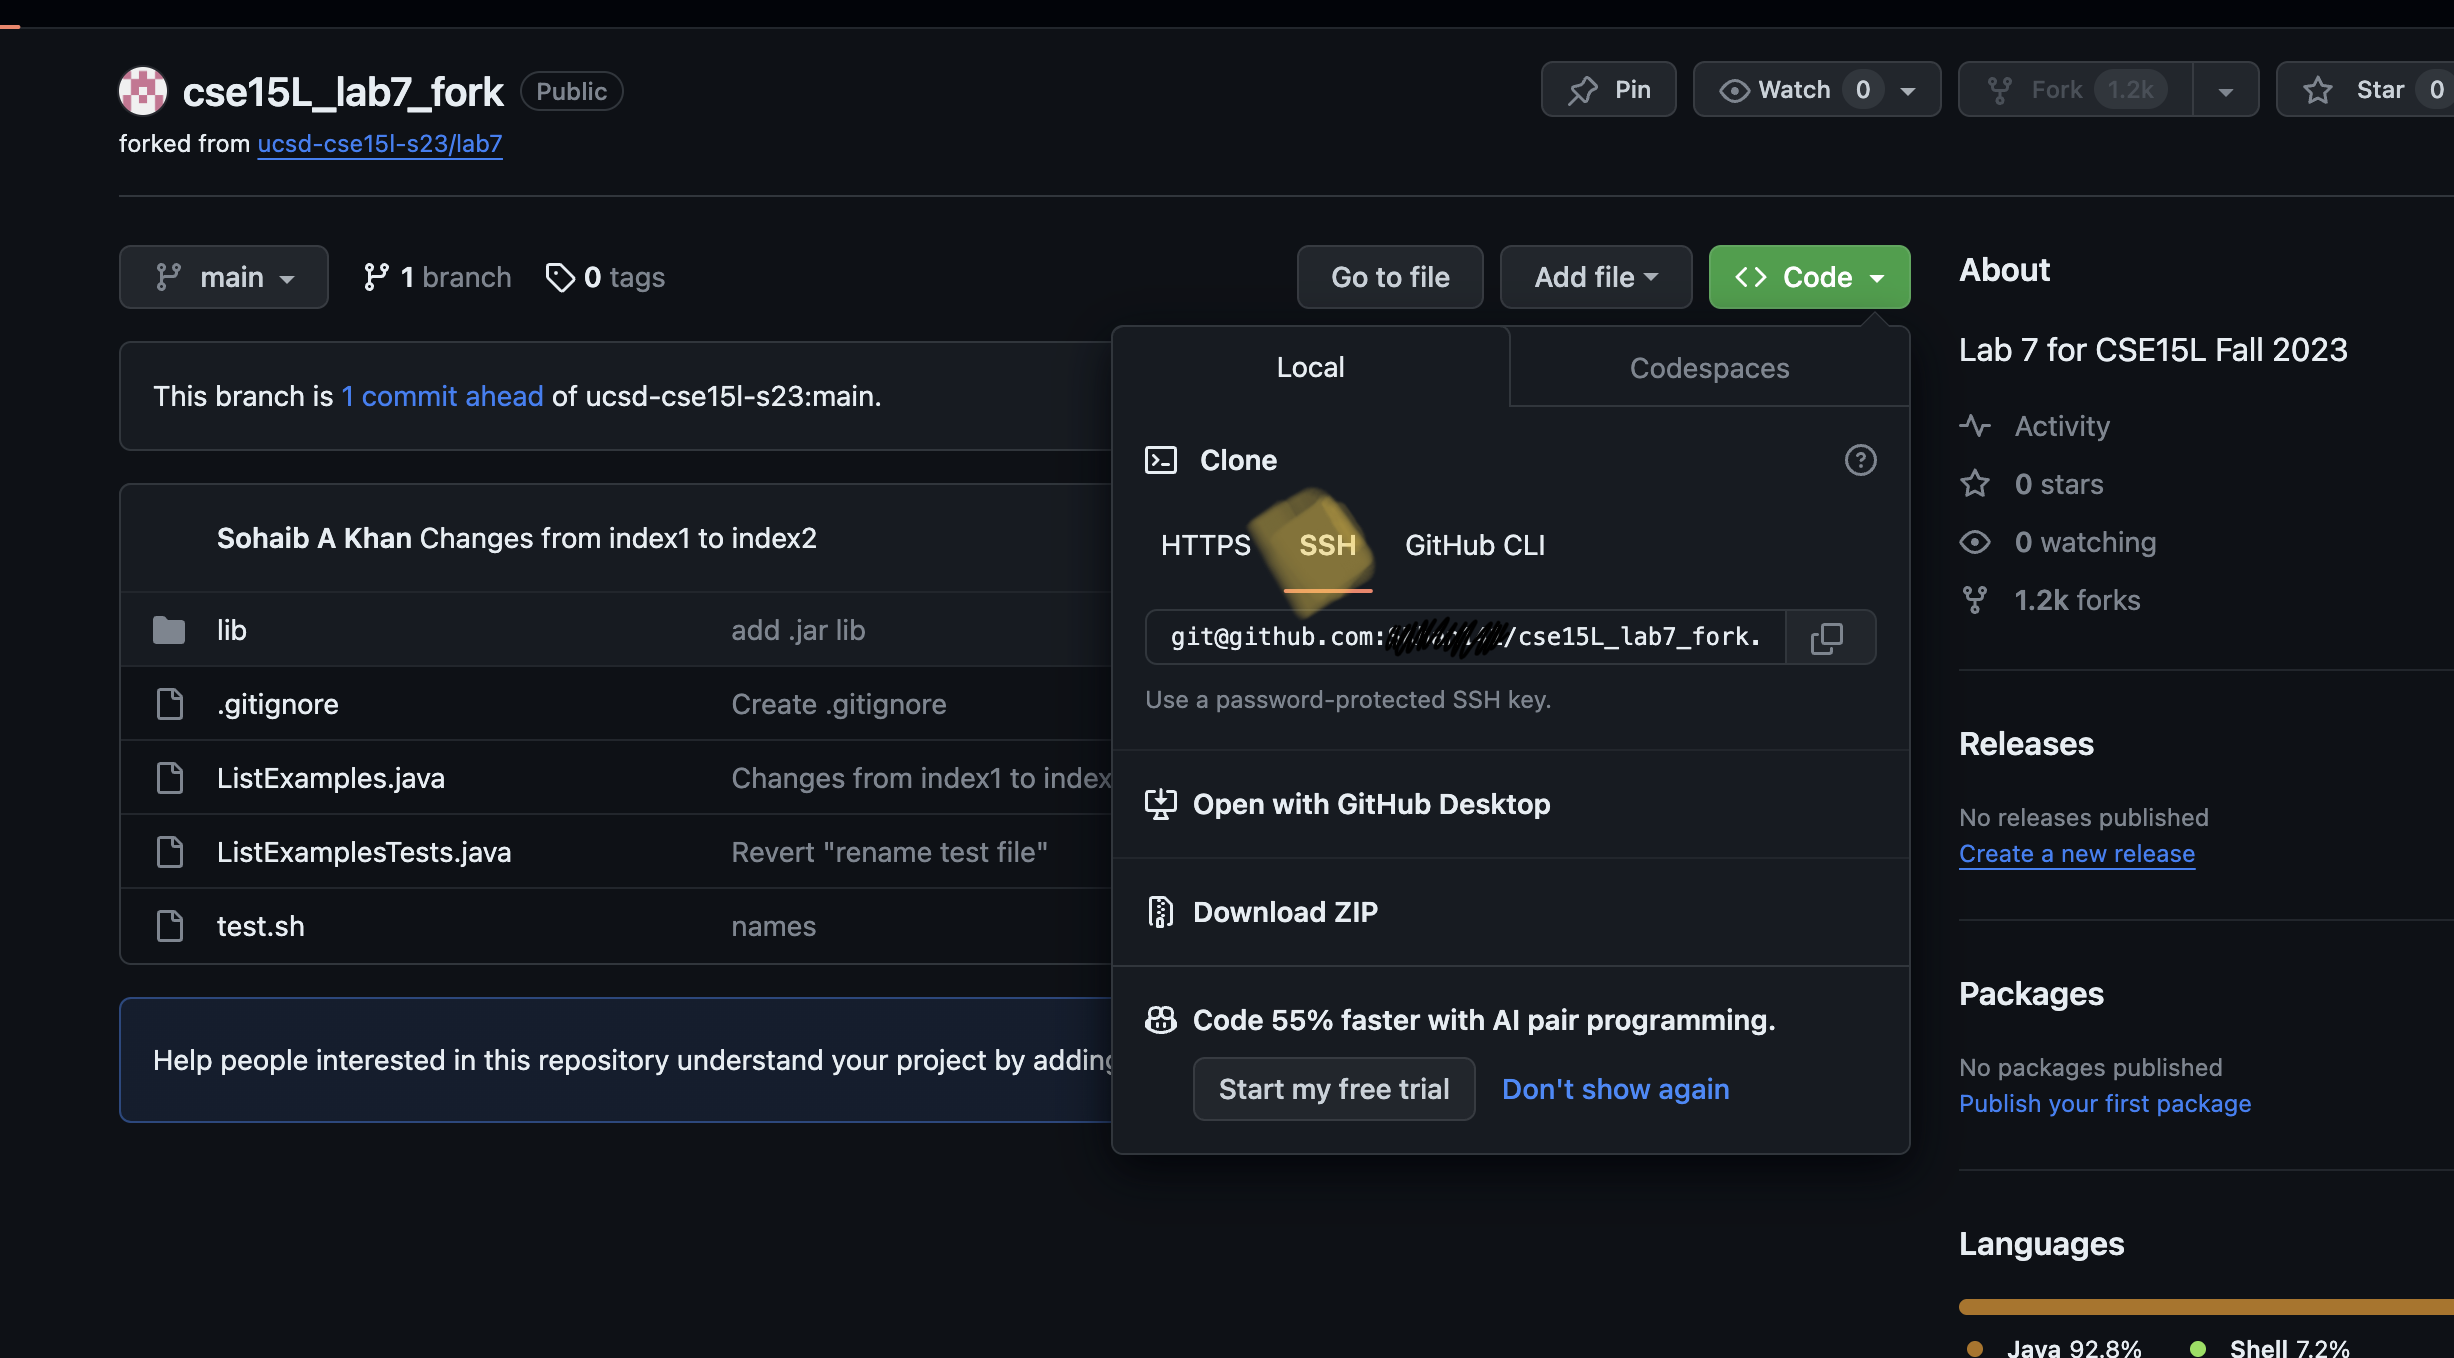 cse15L_lab7_fork Public
forked from ucsd-cse15l-s23/lab7
Pin
Watch 0
Fork 1.2k
Star 0
main
1 branch
0 tags
Go to file
Add file
Code
About
Lab 7 for CSE15L Fall 2023
Activity
0 stars
0 watching
1.2k forks
Releases
No releases published
Create a new release
Packages
No packages published
Publish your first package
Languages
Java 92.8% Shell 7.2%
This branch is 1 commit ahead of ucsd-cse15l-s23:main.
Sohaib A Khan Changes from index1 to index2
lib add .jar lib
.gitignore Create .gitignore
ListExamples.java Changes from index1 to index
ListExamplesTests.java Revert "rename test file"
test.sh names
Help people interested in this repository understand your project by adding
Local
Codespaces
Clone
HTTPS SSH GitHub CLI
git@github.com: /cse15L_lab7_fork.
Use a password-protected SSH key.
Open with GitHub Desktop
Download ZIP
Code 55% faster with AI pair programming.
Start my free trial Don't show again